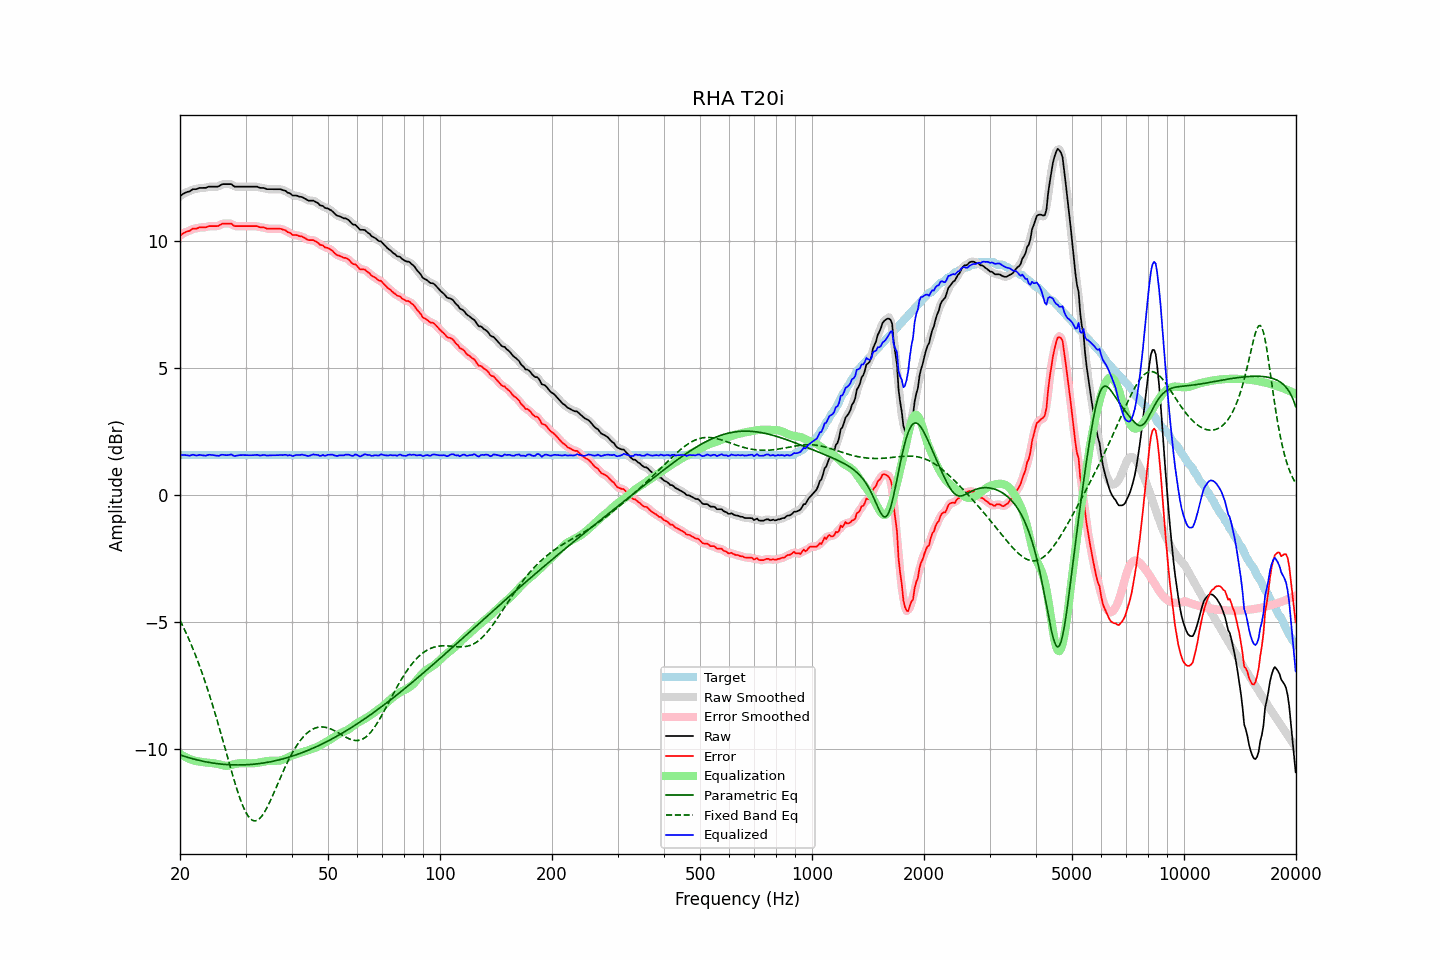 RHA T20i
Amplitude (dBr)
10
5
0
−5
−10
Target
Raw Smoothed
Error Smoothed
Raw
Error
Equalization
Parametric Eq
Fixed Band Eq
Equalized
20 50 100 200 500 1000 2000 5000 10000 20000
Frequency (Hz)